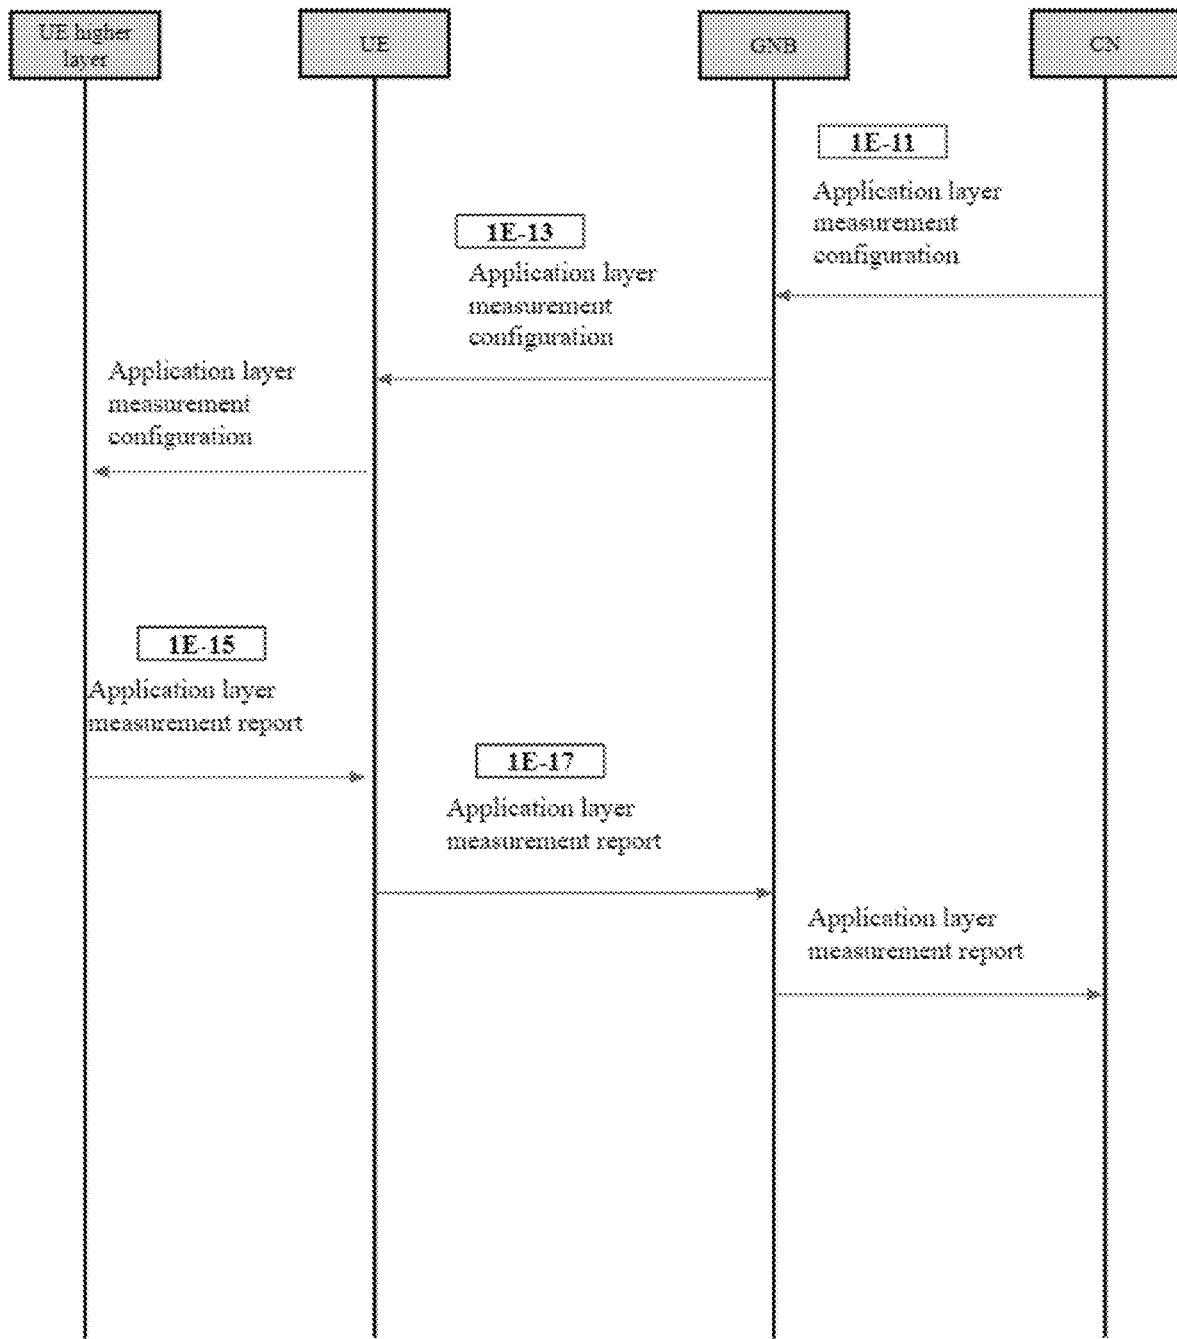 UE higher
layer
UE
GNB
CN
1E-11
Application layer
measurement
configuration
1E-13
Application layer
measurement
configuration
Application layer
measurement
configuration
1E-15
Application layer
measurement report
1E-17
Application layer
measurement report
Application layer
measurement report